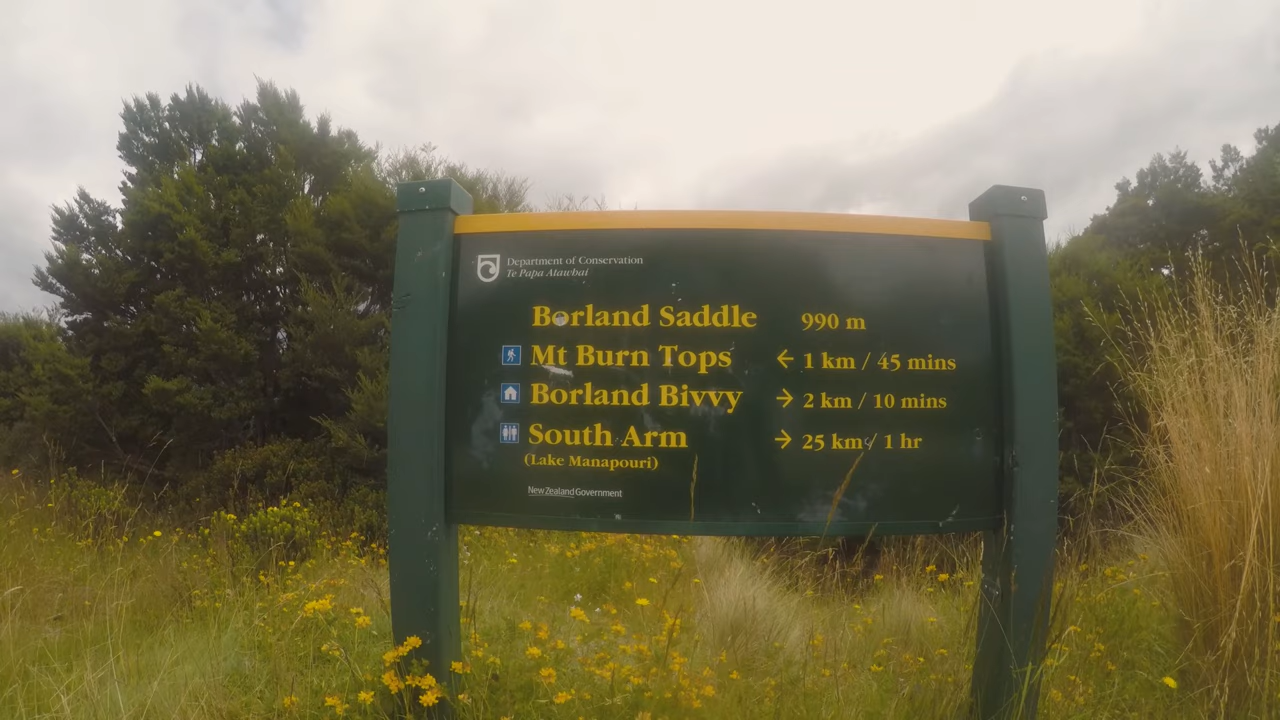 Department of Conservation
Te Papa Atawhai
Borland Saddle 990 m
Mt Burn Tops ← 1 km / 45 mins
Borland Bivvy → 2 km / 10 mins
South Arm → 25 km / 1 hr
(Lake Manapouri)
New Zealand Government